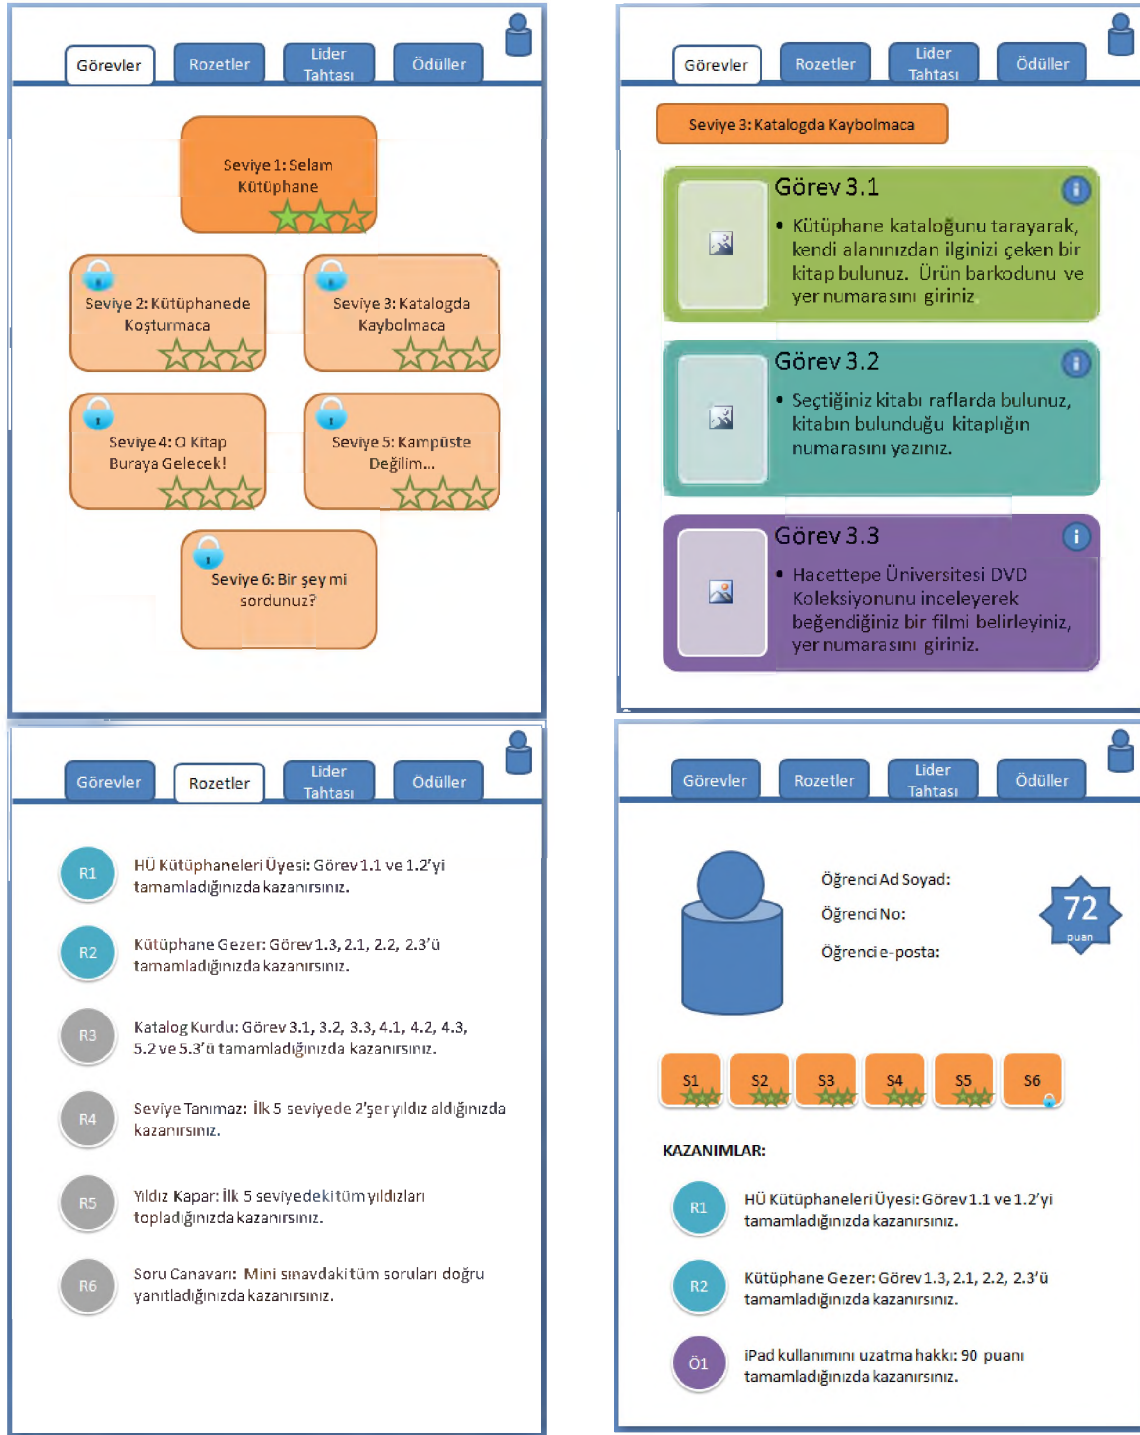 Görevler
Rozetler
Lider
Tahtası
Ödüller
Seviye 1: Selam
Kütüphane
Seviye 2: Kütüphanede
Koşturmaca
Seviye 3: Katalogda
Kaybolmaca
Seviye 4: O Kitap
Buraya Gelecek!
Seviye 5: Kampüste
Değilim...
Seviye 6: Bir şey mi
sordunuz?
Görevler
Rozetler
Lider
Tahtası
Ödüller
Seviye 3: Katalogda Kaybolmaca
Görev 3.1
i
• Kütüphane kataloğunu tarayarak,
kendi alanınızdan ilginizi çeken bir
kitap bulunuz. Ürün barkodunu ve
yer numarasını giriniz.
Görev 3.2
i
• Seçtiğiniz kitabı raflarda bulunuz,
kitabın bulunduğu kitaplığın
numarasını yazınız.
Görev 3.3
i
• Hacettepe Üniversitesi DVD
Koleksiyonunu inceleyerek
beğendiğiniz bir filmi belirleyiniz,
yer numarasını giriniz.
Görevler
Rozetler
Lider
Tahtası
Ödüller
R1
HÜ Kütüphaneleri Üyesi: Görev 1.1 ve 1.2'yi
tamamladığınızda kazanırsınız.
R2
Kütüphane Gezer: Görev 1.3, 2.1, 2.2, 2.3'ü
tamamladığınızda kazanırsınız.
R3
Katalog Kurdu: Görev 3.1, 3.2, 3.3, 4.1, 4.2, 4.3,
5.2 ve 5.3'ü tamamladığınızda kazanırsınız.
R4
Seviye Tanımaz: İlk 5 seviyede 2'şer yıldız aldığınızda
kazanırsınız.
R5
Yıldız Kapar: İlk 5 seviyedeki tüm yıldızları
topladığınızda kazanırsınız.
R6
Soru Canavarı: Mini sınavdaki tüm soruları doğru
yanıtladığınızda kazanırsınız.
Görevler
Rozetler
Lider
Tahtası
Ödüller
Öğrenci Ad Soyad:
Öğrenci No:
Öğrenci e-posta:
72
puan
S1
S2
S3
S4
S5
S6
KAZANIMLAR:
R1
HÜ Kütüphaneleri Üyesi: Görev 1.1 ve 1.2'yi
tamamladığınızda kazanırsınız.
R2
Kütüphane Gezer: Görev 1.3, 2.1, 2.2, 2.3'ü
tamamladığınızda kazanırsınız.
Ö1
iPad kullanımını uzatma hakkı: 90 puanı
tamamladığınızda kazanırsınız.